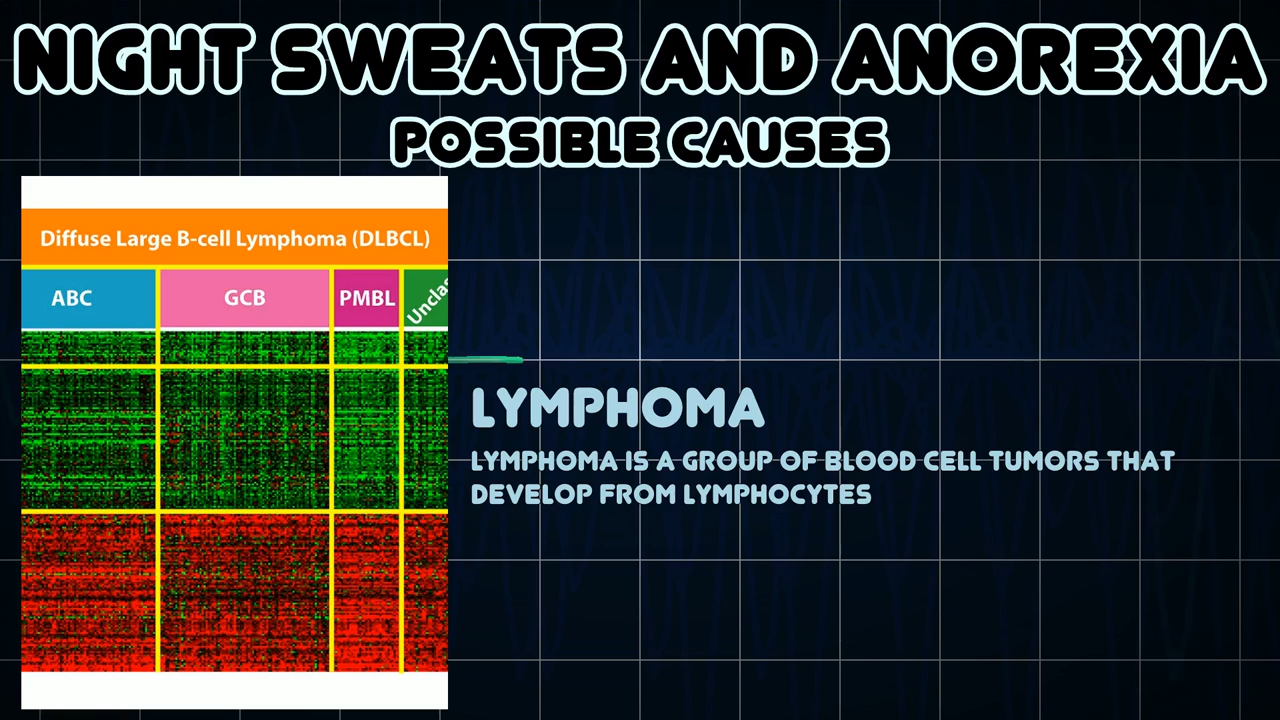 NIGHT SWEATS AND ANOREXIA
POSSIBLE CAUSES
Diffuse Large B-cell Lymphoma (DLBCL)
ABC GCB PMBL Unclas
LYMPHOMA
LYMPHOMA IS A GROUP OF BLOOD CELL TUMORS THAT
DEVELOP FROM LYMPHOCYTES